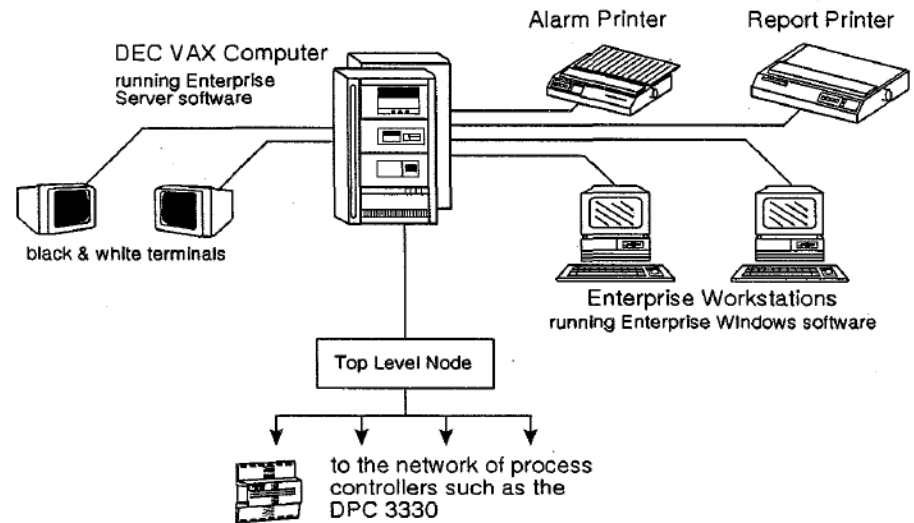 Alarm Printer
Report Printer
DEC VAX Computer
running Enterprise
Server software
black & white terminals
Enterprise Workstations
running Enterprise Windows software
Top Level Node
to the network of process
controllers such as the
DPC 3330